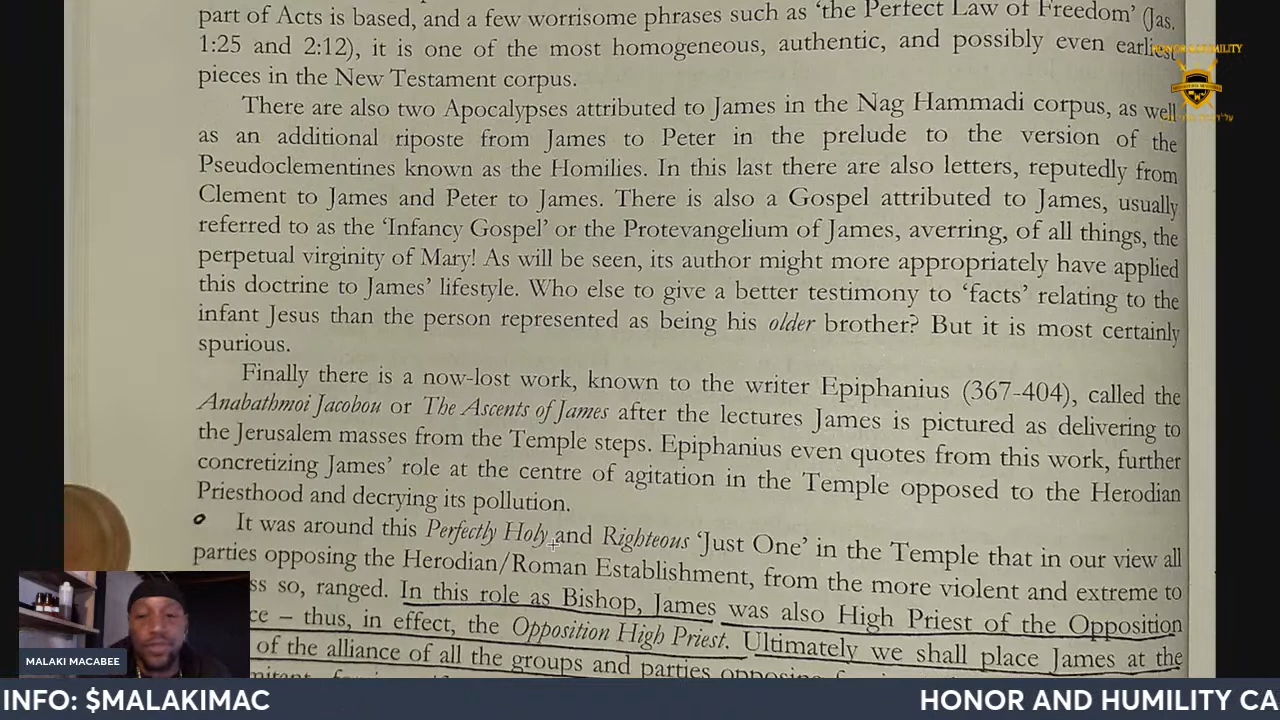 part of Acts is based, and a few worrisome phrases such as ‘the Perfect Law of Freedom’ (Jas.
1:25 and 2:12), it is one of the most homogeneous, authentic, and possibly even earliest
pieces in the New Testament corpus.
There are also two Apocalypses attributed to James in the Nag Hammadi corpus, as well
as an additional riposte from James to Peter in the prelude to the version of the
Pseudoclementines known as the Homilies. In this last there are also letters, reputedly from
Clement to James and Peter to James. There is also a Gospel attributed to James, usually
referred to as the ‘Infancy Gospel’ or the Protevangelium of James, averring, of all things, the
perpetual virginity of Mary! As will be seen, its author might more appropriately have applied
this doctrine to James’ lifestyle. Who else to give a better testimony to ‘facts’ relating to the
infant Jesus than the person represented as being his older brother? But it is most certainly
spurious.
Finally there is a now-lost work, known to the writer Epiphanius (367-404), called the
Anabathmoi Jacobou or The Ascents of James after the lectures James is pictured as delivering to
the Jerusalem masses from the Temple steps. Epiphanius even quotes from this work, further
concretizing James’ role at the centre of agitation in the Temple opposed to the Herodian
Priesthood and decrying its pollution.
It was around this Perfectly Holy and Righteous ‘Just One’ in the Temple that in our view all
parties opposing the Herodian/Roman Establishment, from the more violent and extreme to
so, ranged. In this role as Bishop, James was also High Priest of the Opposition
– thus, in effect, the Opposition High Priest. Ultimately we shall place James at the
of the alliance of all the groups and parties opposing
HONOR & HUMILITY
MALAKI MACABEE
INFO: $MALAKIMAC
HONOR AND HUMILITY CA